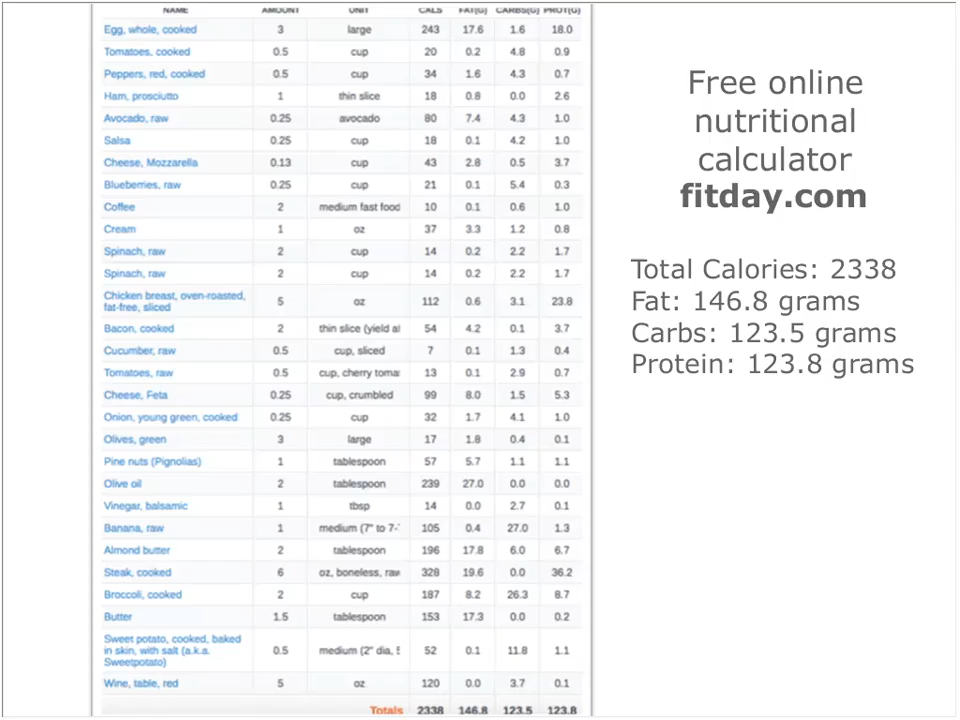 NAME AMOUNT UNIT CALS FAT(G) CARBS(G) PROT(G)
Egg, whole, cooked 3 large 243 17.6 1.6 18.0
Tomatoes, cooked 0.5 cup 20 0.2 4.8 0.9
Peppers, red, cooked 0.5 cup 34 1.6 4.3 0.7
Ham, prosciutto 1 thin slice 18 0.8 0.0 2.6
Avocado, raw 0.25 avocado 80 7.4 4.3 1.0
Salsa 0.25 cup 18 0.1 4.2 1.0
Cheese, Mozzarella 0.13 cup 43 2.8 0.5 3.7
Blueberries, raw 0.25 cup 21 0.1 5.4 0.3
Coffee 2 medium fast food 10 0.1 0.6 1.0
Cream 1 oz 37 3.3 1.2 0.8
Spinach, raw 2 cup 14 0.2 2.2 1.7
Spinach, raw 2 cup 14 0.2 2.2 1.7
Chicken breast, oven-roasted,
fat-free, sliced 5 oz 112 0.6 3.1 23.8
Bacon, cooked 2 thin slice (yield a 54 4.2 0.1 3.7
Cucumber, raw 0.5 cup, sliced 7 0.1 1.3 0.4
Tomatoes, raw 0.5 cup, cherry toma 13 0.1 2.9 0.7
Cheese, Feta 0.25 cup, crumbled 99 8.0 1.5 5.3
Onion, young green, cooked 0.25 cup 32 1.7 4.1 1.0
Olives, green 3 large 17 1.8 0.4 0.1
Pine nuts (Pignolias) 1 tablespoon 57 5.7 1.1 1.1
Olive oil 2 tablespoon 239 27.0 0.0 0.0
Vinegar, balsamic 1 tbsp 14 0.0 2.7 0.1
Banana, raw 1 medium (7" to 7- 105 0.4 27.0 1.3
Almond butter 2 tablespoon 196 17.8 6.0 6.7
Steak, cooked 6 oz, boneless, raw 328 19.6 0.0 36.2
Broccoli, cooked 2 cup 187 8.2 26.3 8.7
Butter 1.5 tablespoon 153 17.3 0.0 0.2
Sweet potato, cooked, baked
in skin, with salt (a.k.a. 0.5 medium (2" dia, 52 0.1 11.8 1.1
Sweetpotato)
Wine, table, red 5 oz 120 0.0 3.7 0.1
Totals 2338 146.8 123.5 123.8
Free online
nutritional
calculator
fitday.com
Total Calories: 2338
Fat: 146.8 grams
Carbs: 123.5 grams
Protein: 123.8 grams